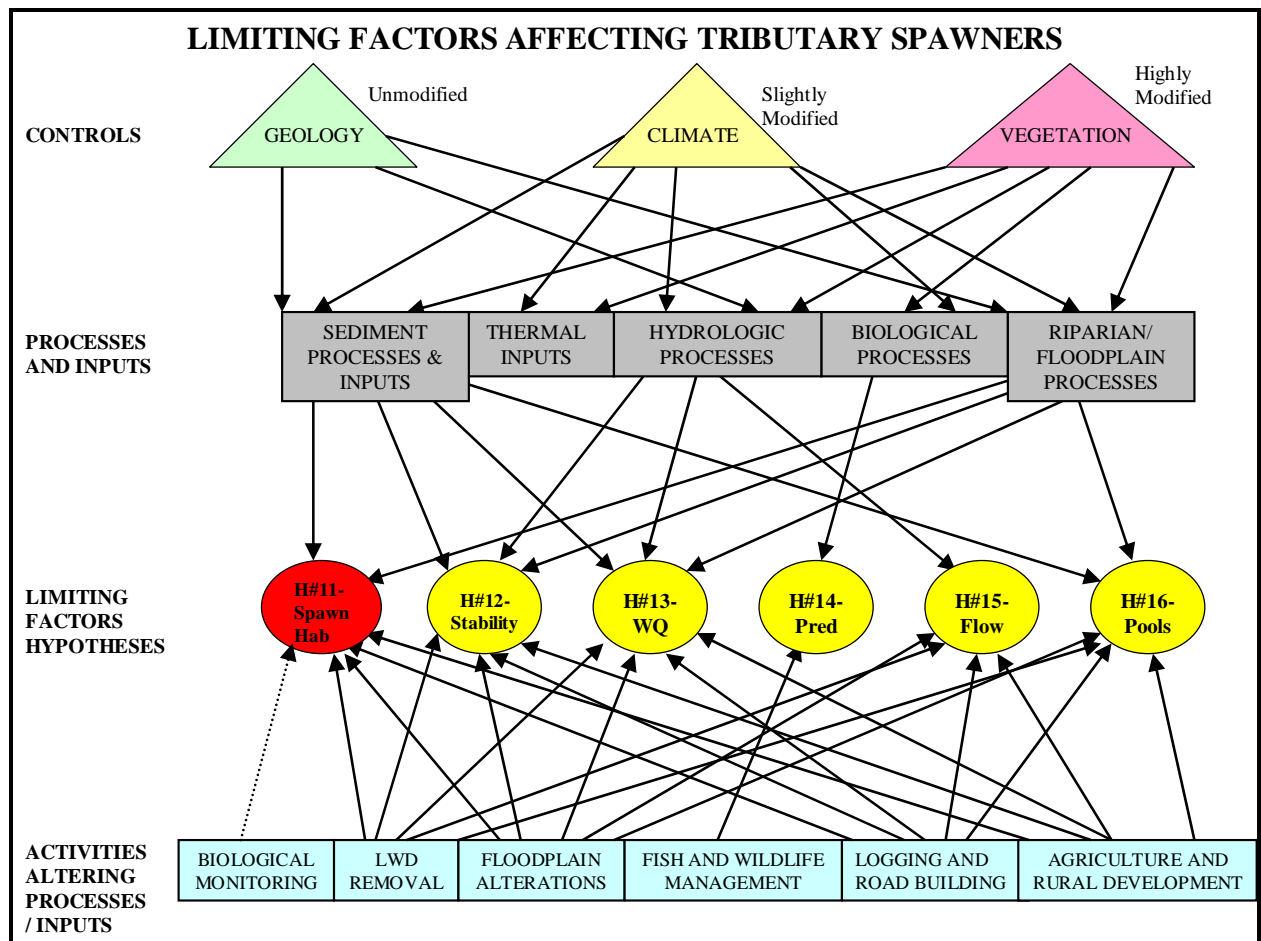 LIMITING FACTORS AFFECTING TRIBUTARY SPAWNERS
Unmodified
Slightly
Modified
Highly
Modified
CONTROLS
GEOLOGY
CLIMATE
VEGETATION
PROCESSES
AND INPUTS
SEDIMENT
PROCESSES &
INPUTS
THERMAL
INPUTS
HYDROLOGIC
PROCESSES
BIOLOGICAL
PROCESSES
RIPARIAN/
FLOODPLAIN
PROCESSES
LIMITING
FACTORS
HYPOTHESES
H#11-
Spawn
Hab
H#12-
Stability
H#13-
WQ
H#14-
Pred
H#15-
Flow
H#16-
Pools
ACTIVITIES
ALTERING
PROCESSES
/ INPUTS
BIOLOGICAL
MONITORING
LWD
REMOVAL
FLOODPLAIN
ALTERATIONS
FISH AND WILDLIFE
MANAGEMENT
LOGGING AND
ROAD BUILDING
AGRICULTURE AND
RURAL DEVELOPMENT